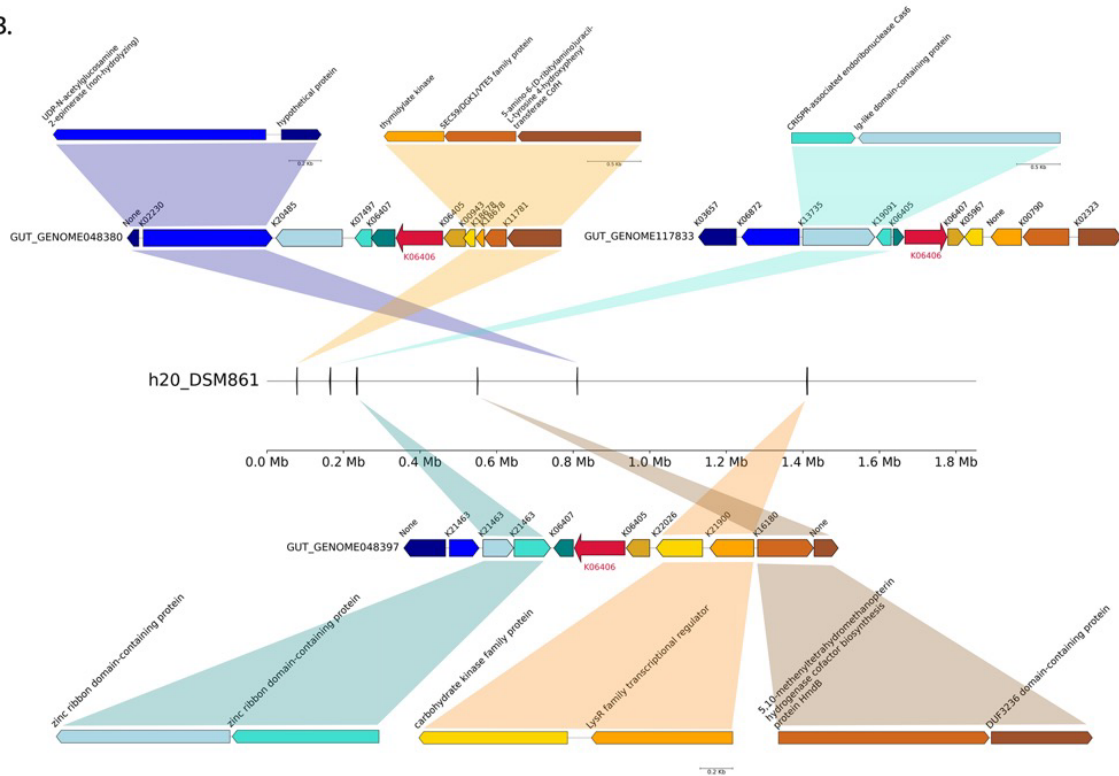 B.
UDP-N-acetylglucosamine
2-epimerase (non-hydrolyzing)
hypothetical protein
thymidylate kinase
SEC59/DGK1/VTE5 family protein
5-amino-6-(D-ribitylamino)uracil-
L-tyrosine 4-hydroxyphenyl
transferase CofH
CRISPR-associated endoribonuclease Cas6
Ig-like domain-containing protein
0.2 Kb
0.5 Kb
0.5 Kb
None
K02230
K20485
K07497
K06407
K06405
K00943
K18678
K18678
K11781
GUT_GENOME048380
K06406
K03657
K06872
K13735
K19091
K06405
K06407
K05967
None
K00790
K02323
GUT_GENOME117833
K06406
h20_DSM861
0.0 Mb 0.2 Mb 0.4 Mb 0.6 Mb 0.8 Mb 1.0 Mb 1.2 Mb 1.4 Mb 1.6 Mb 1.8 Mb
None
K21463
K21463
K21463
K06407
K06405
K22026
K21900
K16180
None
GUT_GENOME048397
K06406
zinc ribbon domain-containing protein
zinc ribbon domain-containing protein
carbohydrate kinase family protein
LysR family transcriptional regulator
5,10-methenyltetrahydromethanopterin
hydrogenase cofactor biosynthesis
protein HmdB
DUF3236 domain-containing protein
0.2 Kb